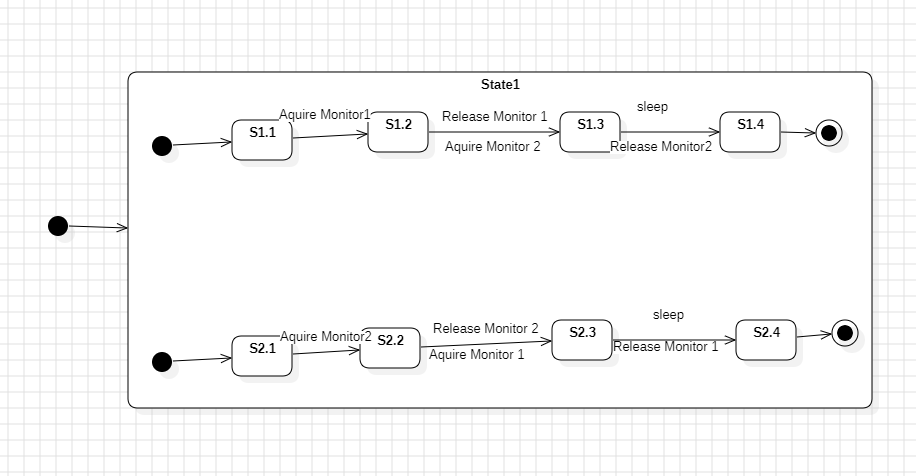 State1
Aquire Monitor1
S1.1
S1.2
Release Monitor 1
Aquire Monitor 2
S1.3
sleep
Release Monitor2
S1.4
Aquire Monitor2
S2.1
S2.2
Release Monitor 2
Aquire Monitor 1
S2.3
sleep
Release Monitor 1
S2.4